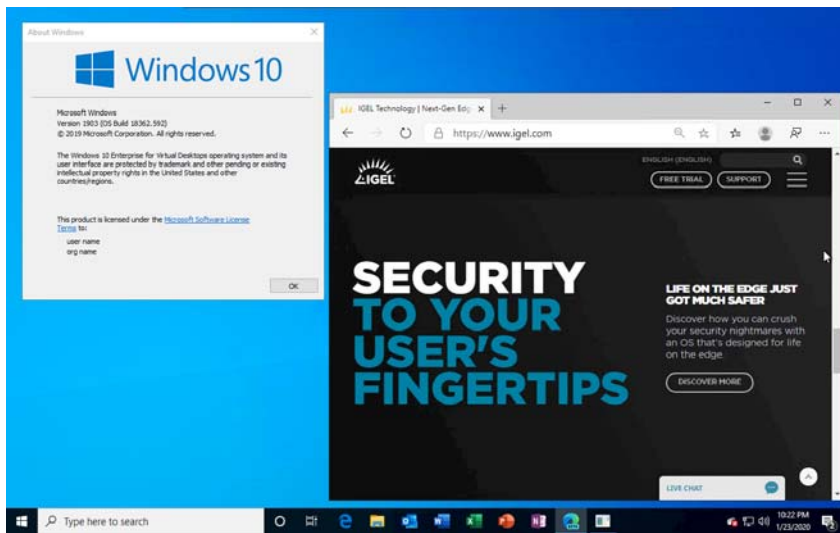 About Windows
Windows 10
Microsoft Windows
Version 1903 (OS Build 18362.592)
© 2019 Microsoft Corporation. All rights reserved.
The Windows 10 Enterprise for Virtual Desktops operating system and its
user interface are protected by trademark and other pending or existing
intellectual property rights in the United States and other
countries/regions.
This product is licensed under the Microsoft Software License
Terms to:
user name
org name
OK
IGEL Technology | Next-Gen Edg
https://www.igel.com
ENGLISH (ENGLISH)
IGEL
FREE TRIAL
SUPPORT
SECURITY
TO YOUR
USER'S
FINGERTIPS
LIFE ON THE EDGE JUST
GOT MUCH SAFER
Discover how you can crush
your security nightmares with
an OS that's designed for life
on the edge
DISCOVER MORE
LIVE CHAT
Type here to search
10:22 PM
1/23/2020